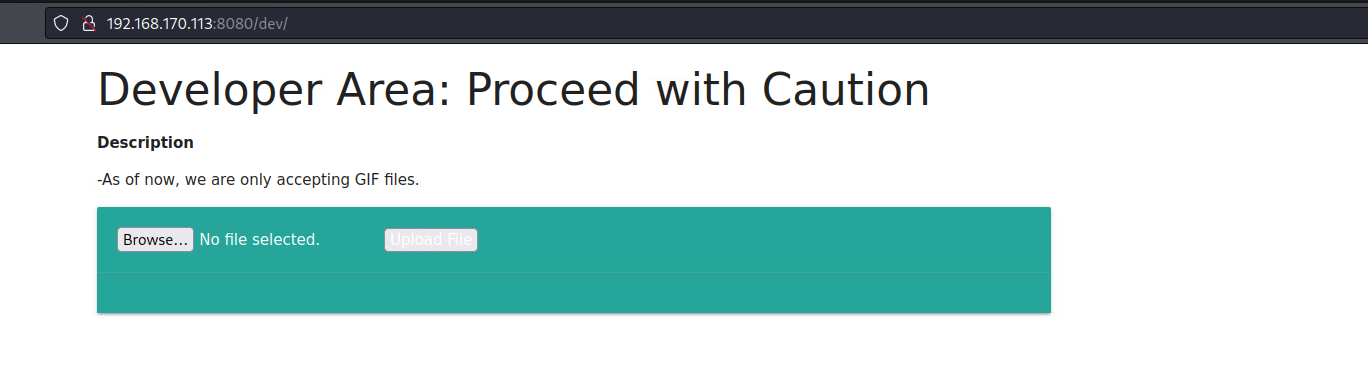 192.168.170.113:8080/dev/
Developer Area: Proceed with Caution
Description
-As of now, we are only accepting GIF files.
Browse... No file selected. Upload File